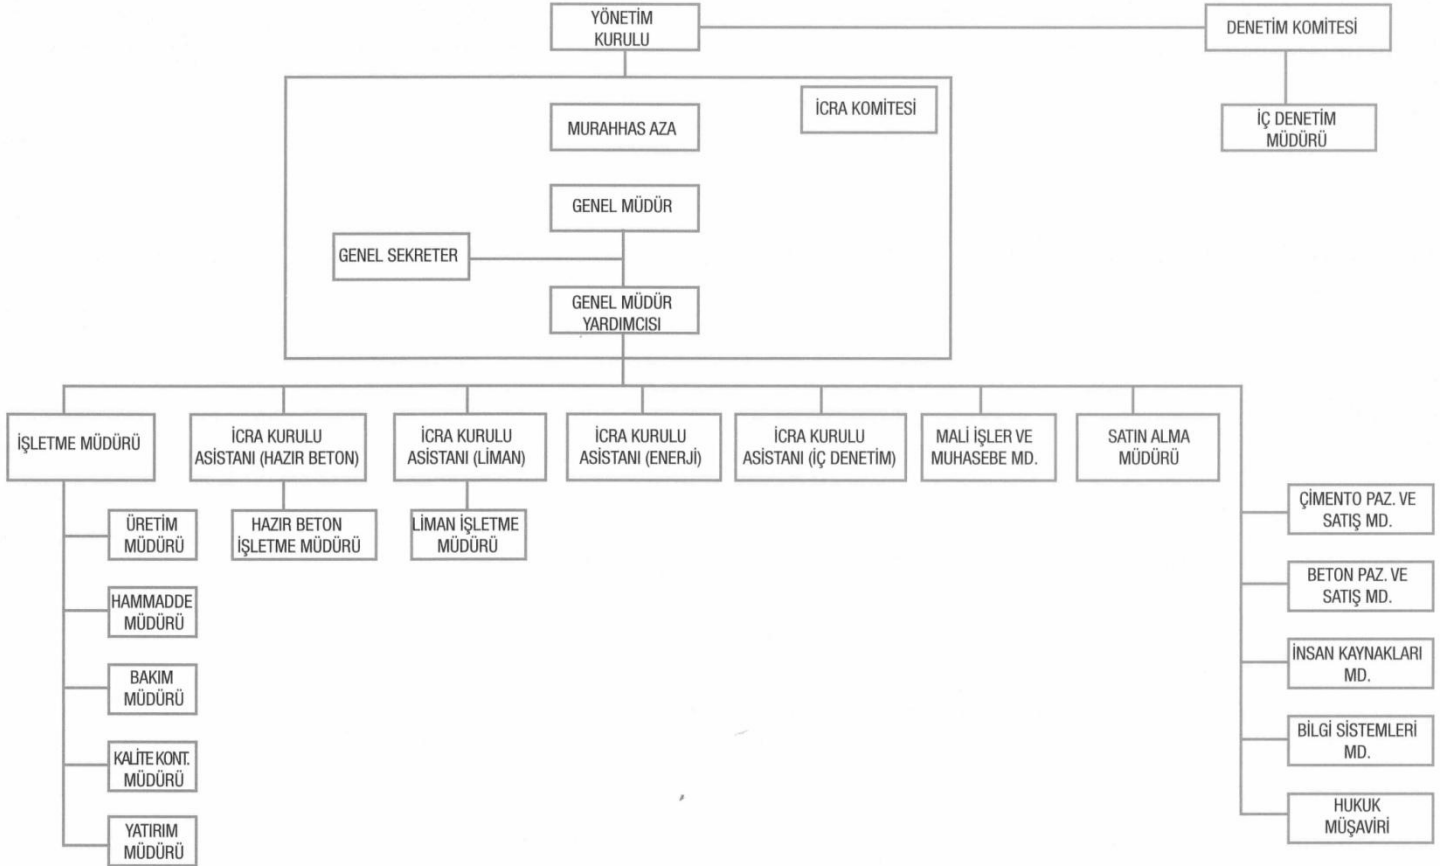 YÖNETİM
KURULU
DENETİM KOMİTESİ
İCRA KOMİTESİ
MURAHHAS AZA
İÇ DENETİM
MÜDÜRÜ
GENEL MÜDÜR
GENEL SEKRETER
GENEL MÜDÜR
YARDIMCISI
İŞLETME MÜDÜRÜ
İCRA KURULU
ASİSTANI (HAZIR BETON)
İCRA KURULU
ASİSTANI (LİMAN)
İCRA KURULU
ASİSTANI (ENERJİ)
İCRA KURULU
ASİSTANI (İÇ DENETİM)
MALİ İŞLER VE
MUHASEBE MD.
SATIN ALMA
MÜDÜRÜ
ÜRETİM
MÜDÜRÜ
HAMMADDE
MÜDÜRÜ
BAKIM
MÜDÜRÜ
KALİTE KONT.
MÜDÜRÜ
YATIRIM
MÜDÜRÜ
HAZIR BETON
İŞLETME MÜDÜRÜ
LİMAN İŞLETME
MÜDÜRÜ
ÇİMENTO PAZ. VE
SATIŞ MD.
BETON PAZ. VE
SATIŞ MD.
İNSAN KAYNAKLARI
MD.
BİLGİ SİSTEMLERİ
MD.
HUKUK
MÜŞAVİRİ